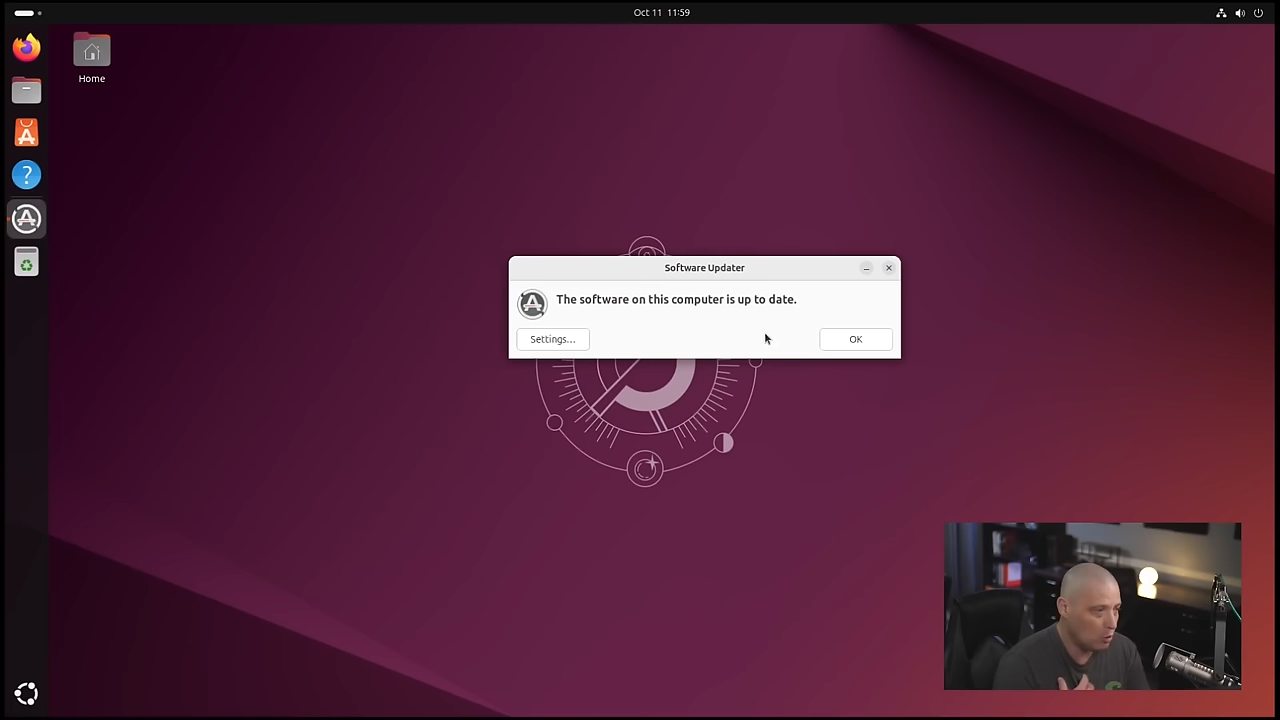 Oct 11 11:59
Home
Software Updater
The software on this computer is up to date.
Settings...
OK